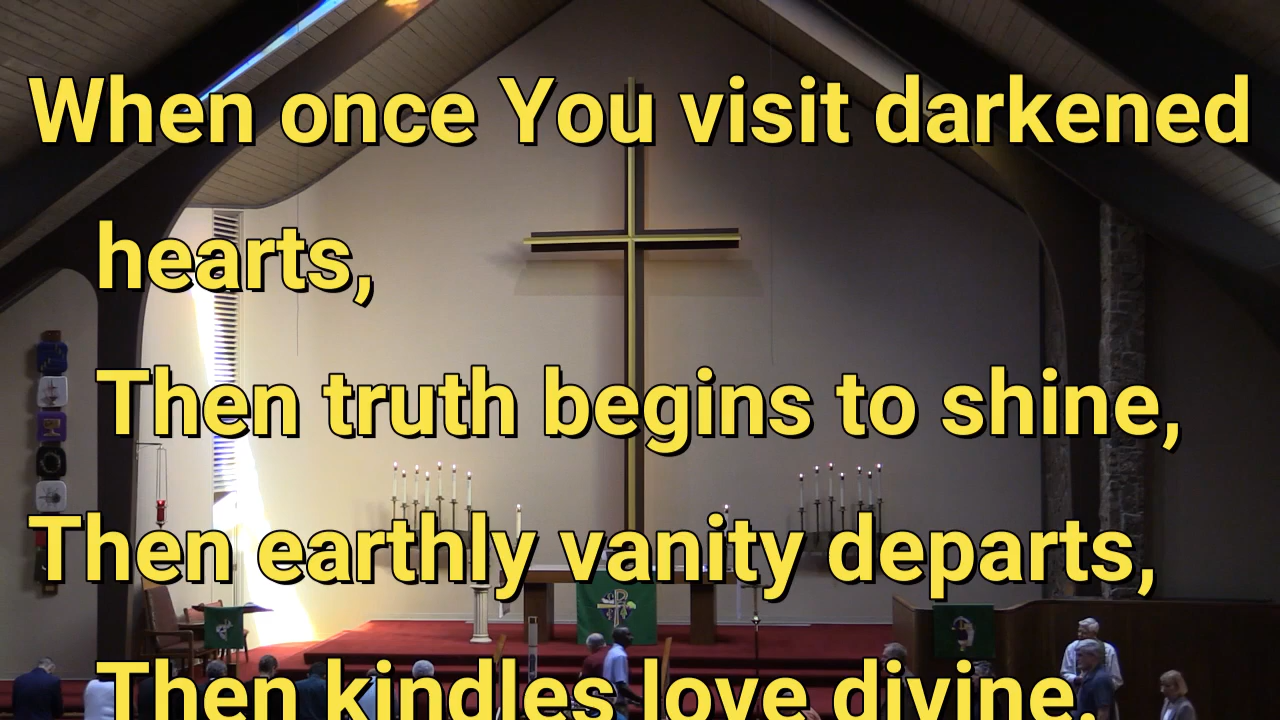 When once You visit darkened
hearts,
Then truth begins to shine,
Then earthly vanity departs,
Then kindles love divine.